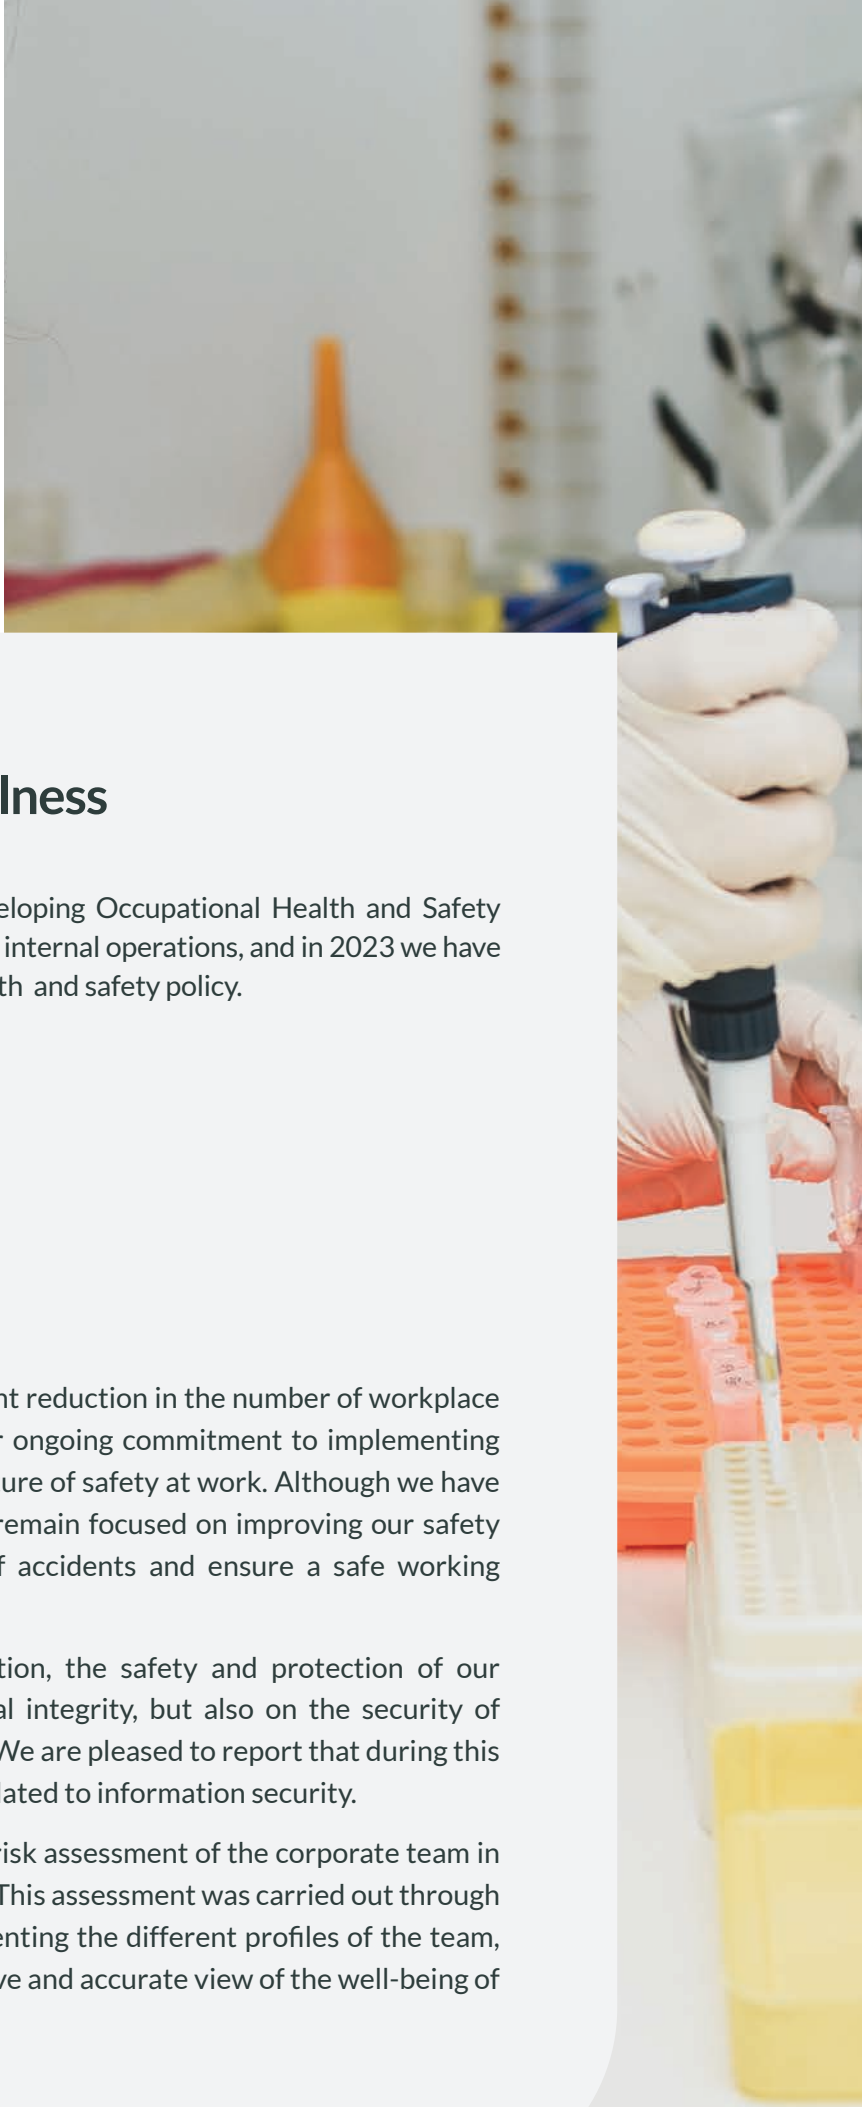 lness
eloping Occupational Health and Safety
internal operations, and in 2023 we have
th and safety policy.
nt reduction in the number of workplace
r ongoing commitment to implementing
ure of safety at work. Although we have
remain focused on improving our safety
f accidents and ensure a safe working
tion, the safety and protection of our
al integrity, but also on the security of
We are pleased to report that during this
lated to information security.
risk assessment of the corporate team in
This assessment was carried out through
enting the different profiles of the team,
ve and accurate view of the well-being of